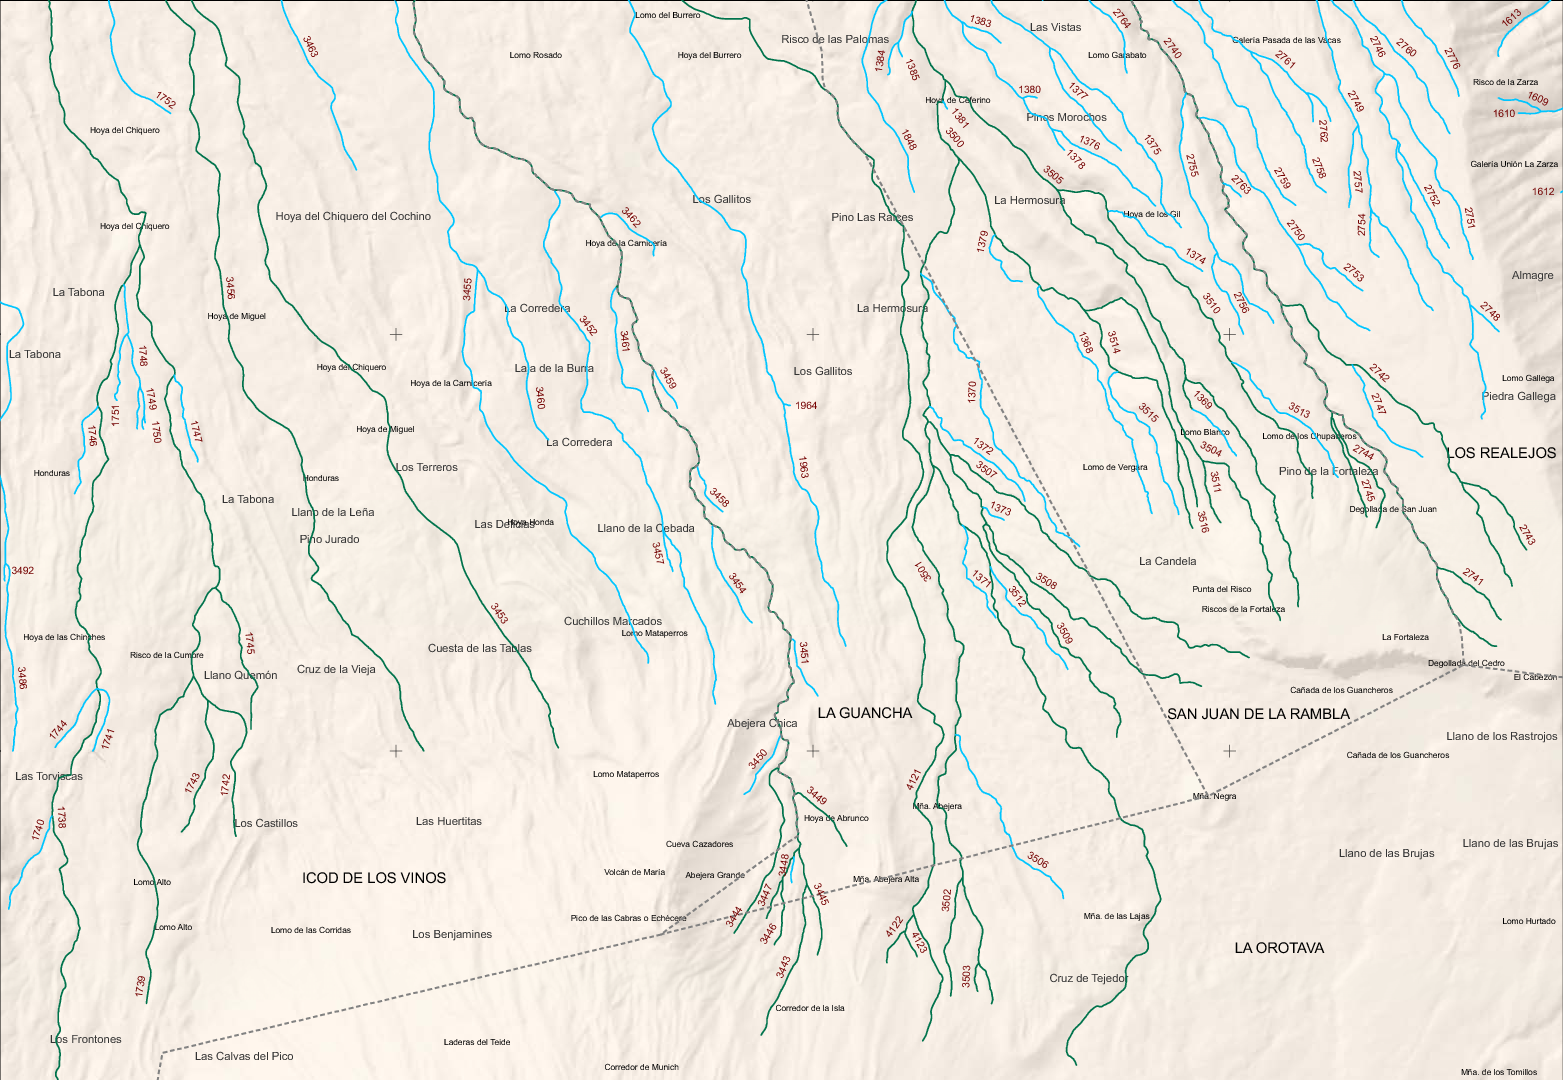 Lomo del Burrero
1383
2764
1613
Las Vistas
Risco de las Palomas
3463
Lomo Rosado
Hoya del Burrero
1384
1385
Lomo Garabato
2740
Galería Pasada de las Vacas
2761
2746
2760
2776
Risco de la Zarza
1752
1380
1377
2749
1609
Hoya de Ceferino
1610
Hoya del Chiquero
1381
Pinos Morochos
2762
3500
1848
1376
1375
1378
2755
2758
2759
Galería Unión La Zarza
3505
2763
2757
2752
1612
Los Gallitos
La Hermosura
Hoya del Chiquero del Cochino
3462
Pino Las Raíces
Hoya de los Gil
2754
2751
Hoya del Chiquero
Hoya de la Carnicería
1379
2750
1374
2753
Almagre
La Tabona
3456
3455
La Corredera
La Hermosura
3510
2756
2748
Hoya de Miguel
3452
3461
1368
3514
La Tabona
1748
Hoya del Chiquero
Laja de la Burra
Los Gallitos
2742
3459
Hoya de la Carnicería
1370
Lomo Gallega
1751
1749
3460
1964
1369
3513
2747
Piedra Gallega
1746
1750
1747
Hoya de Miguel
3515
Lomo Blanco
Lomo de los Chupaderos
La Corredera
1372
3504
2744
LOS REALEJOS
Honduras
Los Terreros
1963
3507
Lomo de Vergara
Pino de la Fortaleza
Honduras
3511
2745
La Tabona
3458
1373
Llano de la Leña
Degollada de San Juan
Las Delicias
Hoya Honda
Llano de la Cebada
3516
2743
Pino Jurado
3457
La Candela
3492
3501
1371
3508
3454
2741
3512
Punta del Risco
3453
Riscos de la Fortaleza
Cuchillos Marcados
Lomo Mataperros
3509
Hoya de las Chinches
1745
3451
La Fortaleza
Risco de la Cumbre
Cuesta de las Tablas
Degollada del Cedro
3486
Llano Quemón
Cruz de la Vieja
El Cabezón
Cañada de los Guancheros
LA GUANCHA
SAN JUAN DE LA RAMBLA
1744
1741
Abejera Chica
Llano de los Rastrojos
3450
Cañada de los Guancheros
Las Torviscas
1743
1742
Lomo Mataperros
4121
3449
Mña. Negra
1738
Mña. Abejera
1740
Los Castillos
Las Huertitas
Hoya de Abrunco
Cueva Cazadores
Llano de las Brujas
Llano de las Brujas
3448
3506
Volcán de María
Abejera Grande
Mña. Abejera Alta
Lomo Alto
ICOD DE LOS VINOS
3447
3445
3502
3444
Pico de las Cabras o Echécere
Mña. de las Lajas
Lomo Hurtado
Lomo Alto
Lomo de las Corridas
Los Benjamines
3446
4122
4123
LA OROTAVA
3443
3503
Cruz de Tejedor
1739
Corredor de la Isla
Los Frontones
Laderas del Teide
Las Calvas del Pico
Corredor de Munich
Mña. de los Tomillos